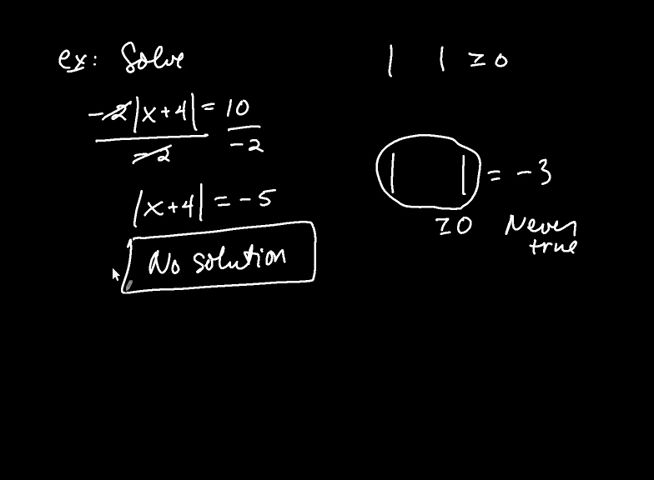 ex: Solve
-2|x+4| = 10
-2 -2
|x+4| = -5
No solution
| | ≥ 0
| | = -3
≥ 0 Never
true